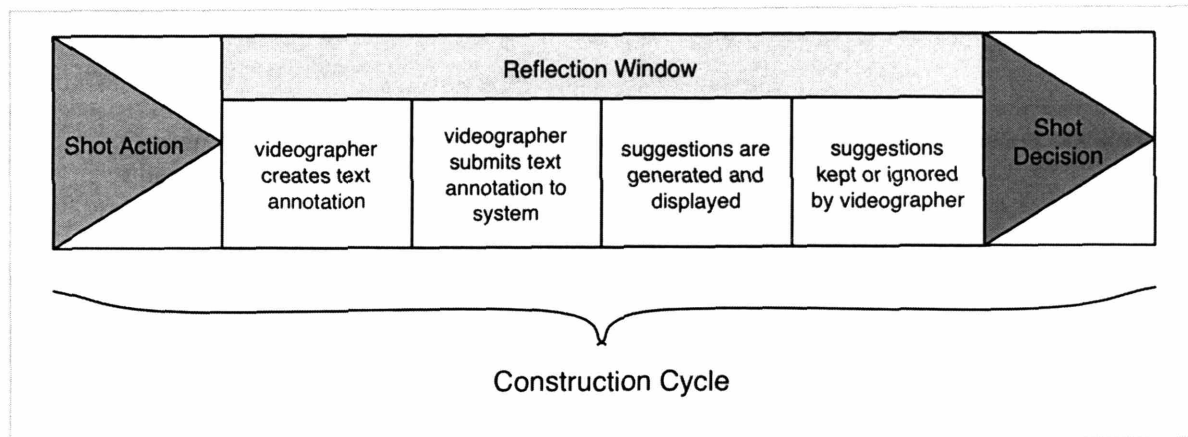 Reflection Window
Shot Action
videographer
creates text
annotation
videographer
submits text
annotation to
system
suggestions are
generated and
displayed
suggestions
kept or ignored
by videographer
Shot
Decision
Construction Cycle